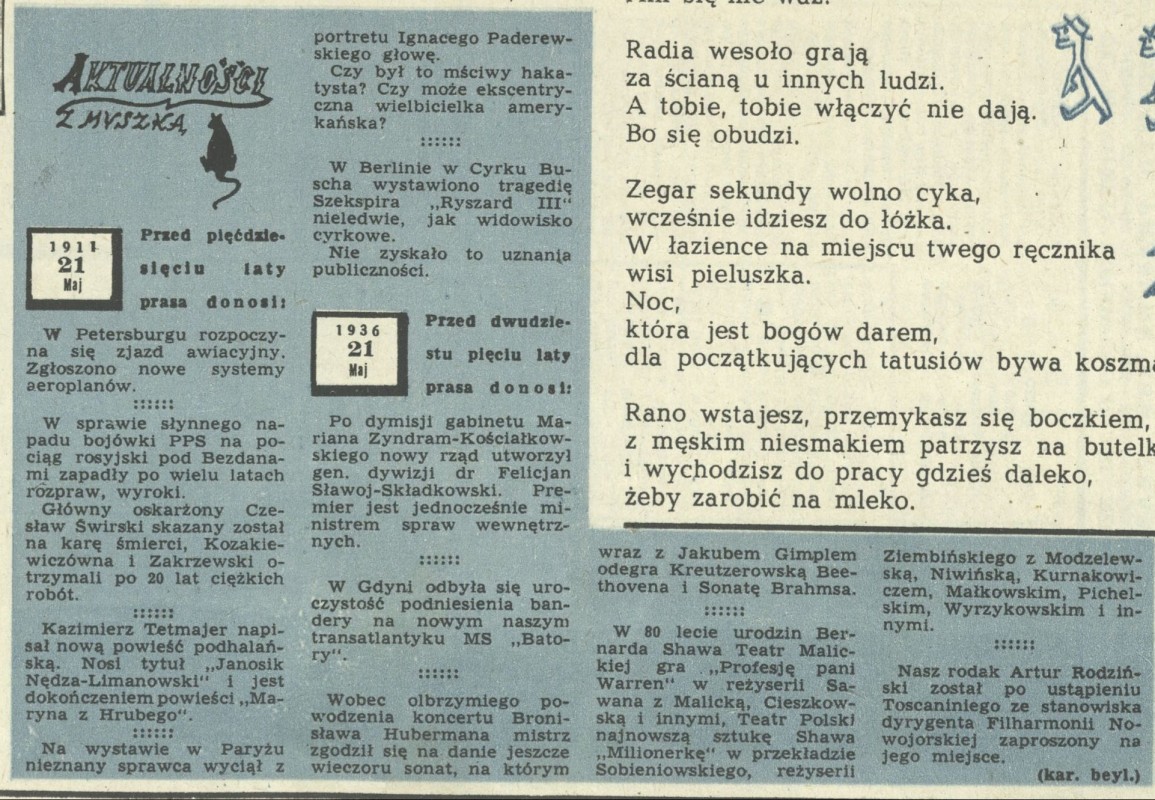 AKTUALNOŚCI
Z MYSZKĄ
1911
21
Maj
Przed pięćdzie-
sięciu laty
prasa donosi:
W Petersburgu rozpoczy-
na się zjazd awiacyjny.
Zgłoszono nowe systemy
aeroplanów.
::::::
W sprawie słynnego na-
padu bojówki PPS na po-
ciąg rosyjski pod Bezdana-
mi zapadły po wielu latach
rozpraw, wyroki.
Główny oskarżony Cze-
sław Świrski skazany został
na karę śmierci, Kozakie-
wiczówna i Zakrzewski o-
trzymali po 20 lat ciężkich
robót.
::::::
Kazimierz Tetmajer napi-
sał nową powieść podhalań-
ską. Nosi tytuł „Janosik
Nędza-Limanowski" i jest
dokończeniem powieści „Ma-
ryna z Hrubego".
::::::
Na wystawie w Paryżu
nieznany sprawca wyciął z
portretu Ignacego Paderew-
skiego głowę.
Czy był to mściwy haka-
tysta? Czy może ekscentry-
czna wielbicielka amery-
kańska?
::::::
W Berlinie w Cyrku Bu-
scha wystawiono tragedię
Szekspira „Ryszard III"
nieledwie, jak widowisko
cyrkowe.
Nie zyskało to uznania
publiczności.
1936
21
Maj
Przed dwudzie-
stu pięciu laty
prasa donosi:
Po dymisji gabinetu Ma-
riana Zyndram-Kościałkow-
skiego nowy rząd utworzył
gen. dywizji dr Felicjan
Sławoj-Składkowski. Pre-
mier jest jednocześnie mi-
nistrem spraw wewnętrz-
nych.
::::::
W Gdyni odbyła się uro-
czystość podniesienia ban-
dery na nowym naszym
transatlantyku MS „Bato-
ry".
::::::
Wobec olbrzymiego po-
wodzenia koncertu Broni-
sława Hubermana mistrz
zgodził się na danie jeszcze
wieczoru sonat, na którym
wraz z Jakubem Gimplem
odegra Kreutzerowską Bee-
thovena i Sonatę Brahmsa.
::::::
W 80 lecie urodzin Ber-
narda Shawa Teatr Malic-
kiej gra „Profesję pani
Warren" w reżyserii Sa-
wana z Malicką, Cieszkow-
ską i innymi, Teatr Polski
najnowszą sztukę Shawa
„Milionerkę" w przekładzie
Sobieniowskiego, reżyserii
Ziembińskiego z Modzelew-
ską, Niwińską, Kurnakowi-
czem, Małkowskim, Pichel-
skim, Wyrzykowskim i in-
nymi.
::::::
Nasz rodak Artur Rodziń-
ski został po ustąpieniu
Toscaniniego ze stanowiska
dyrygenta Filharmonii No-
wojorskiej zaproszony na
jego miejsce.
(kar. beyl.)
Radia wesoło grają
za ścianą u innych ludzi.
A tobie, tobie włączyć nie dają.
Bo się obudzi.
Zegar sekundy wolno cyka,
wcześnie idziesz do łóżka.
W łazience na miejscu twego ręcznika
wisi pieluszka.
Noc,
która jest bogów darem,
dla początkujących tatusiów bywa koszma
Rano wstajesz, przemykasz się boczkiem,
z męskim niesmakiem patrzysz na butelk
i wychodzisz do pracy gdzieś daleko,
żeby zarobić na mleko.